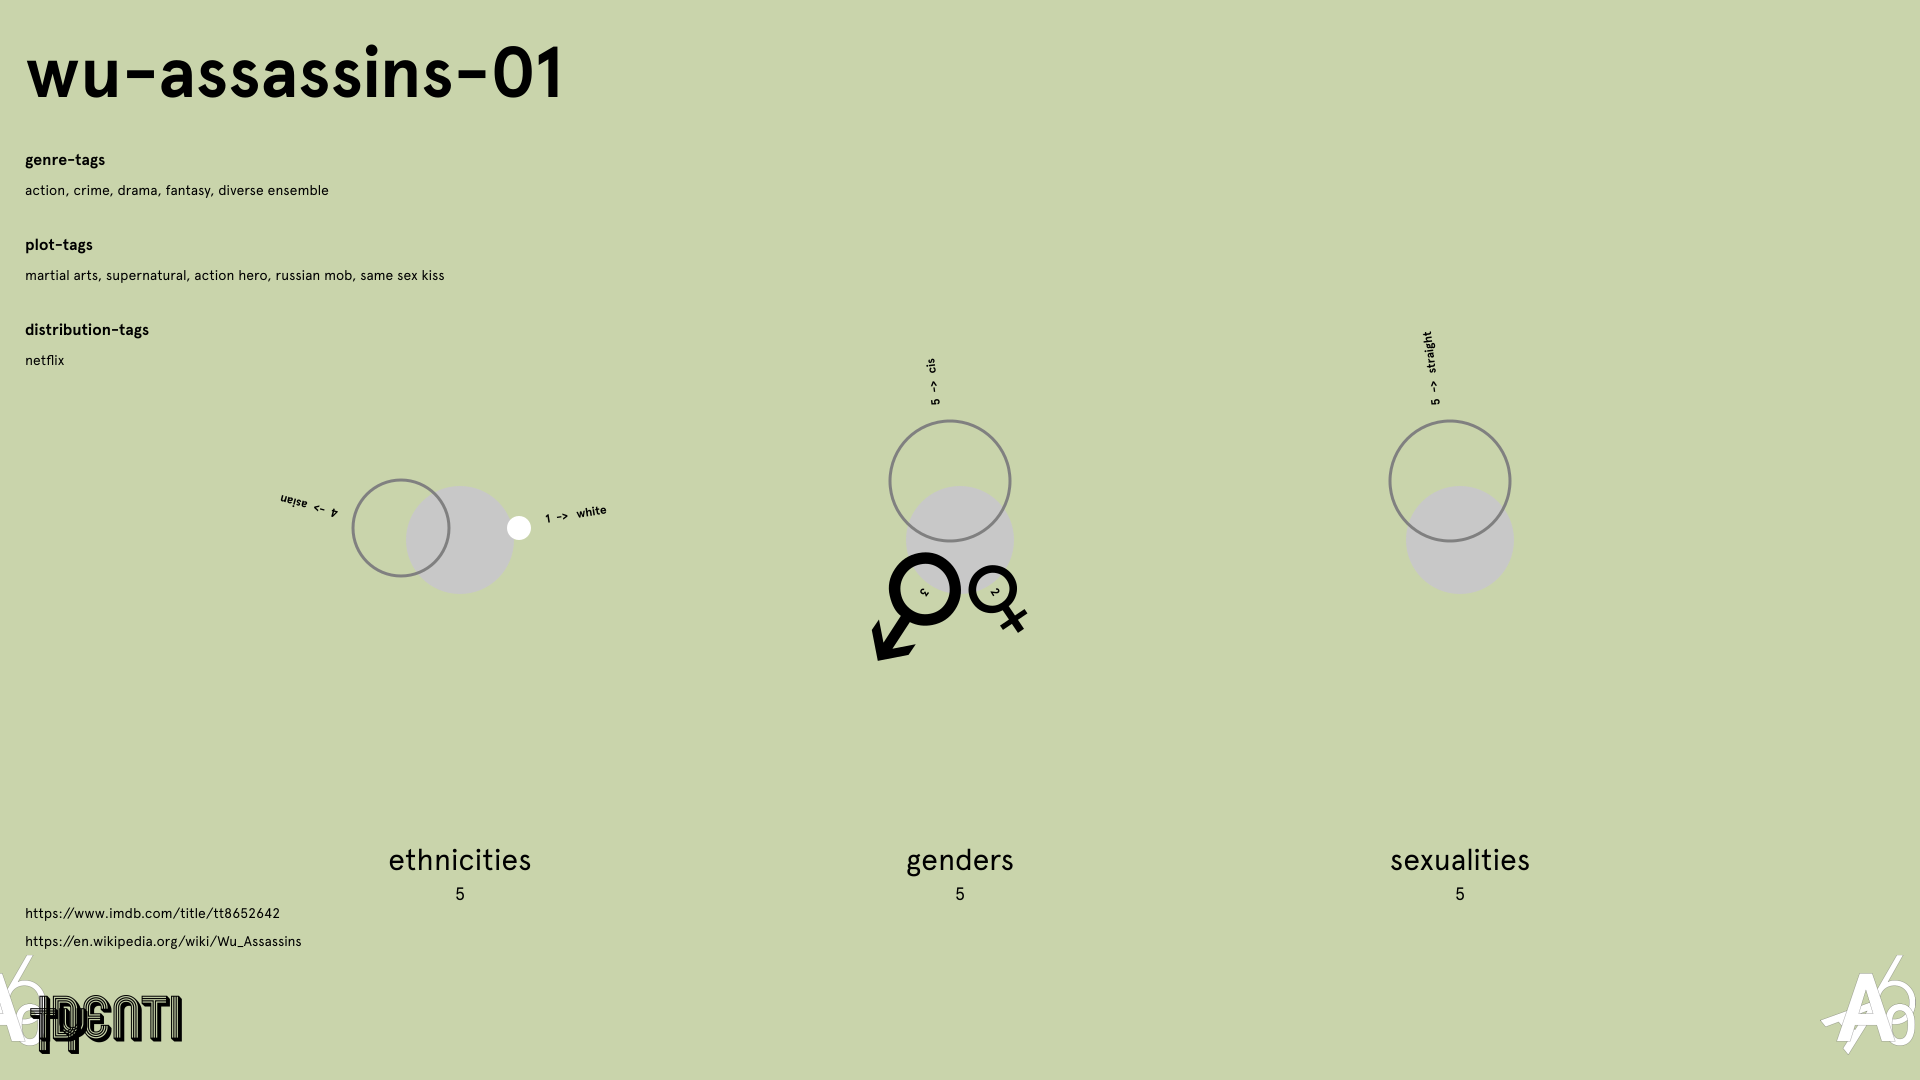 wu-assassins-01
genre-tags
action, crime, drama, fantasy, diverse ensemble
plot-tags
martial arts, supernatural, action hero, russian mob, same sex kiss
distribution-tags
netflix
4 -> asian
1 -> white
5 -> cis
3
2
5 -> straight
ethnicities
5
genders
5
sexualities
5
https://www.imdb.com/title/tt8652642
https://en.wikipedia.org/wiki/Wu_Assassins
IDENTI